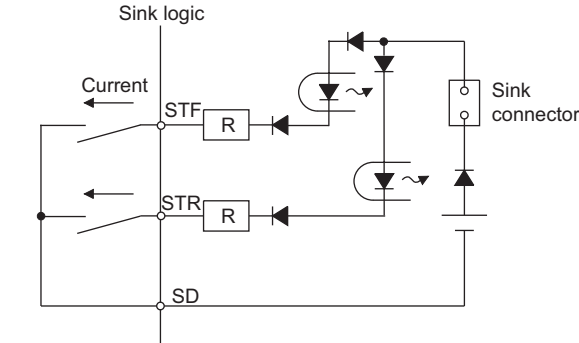 Sink logic
Current
STF
R
Sink
connector
STR
R
SD